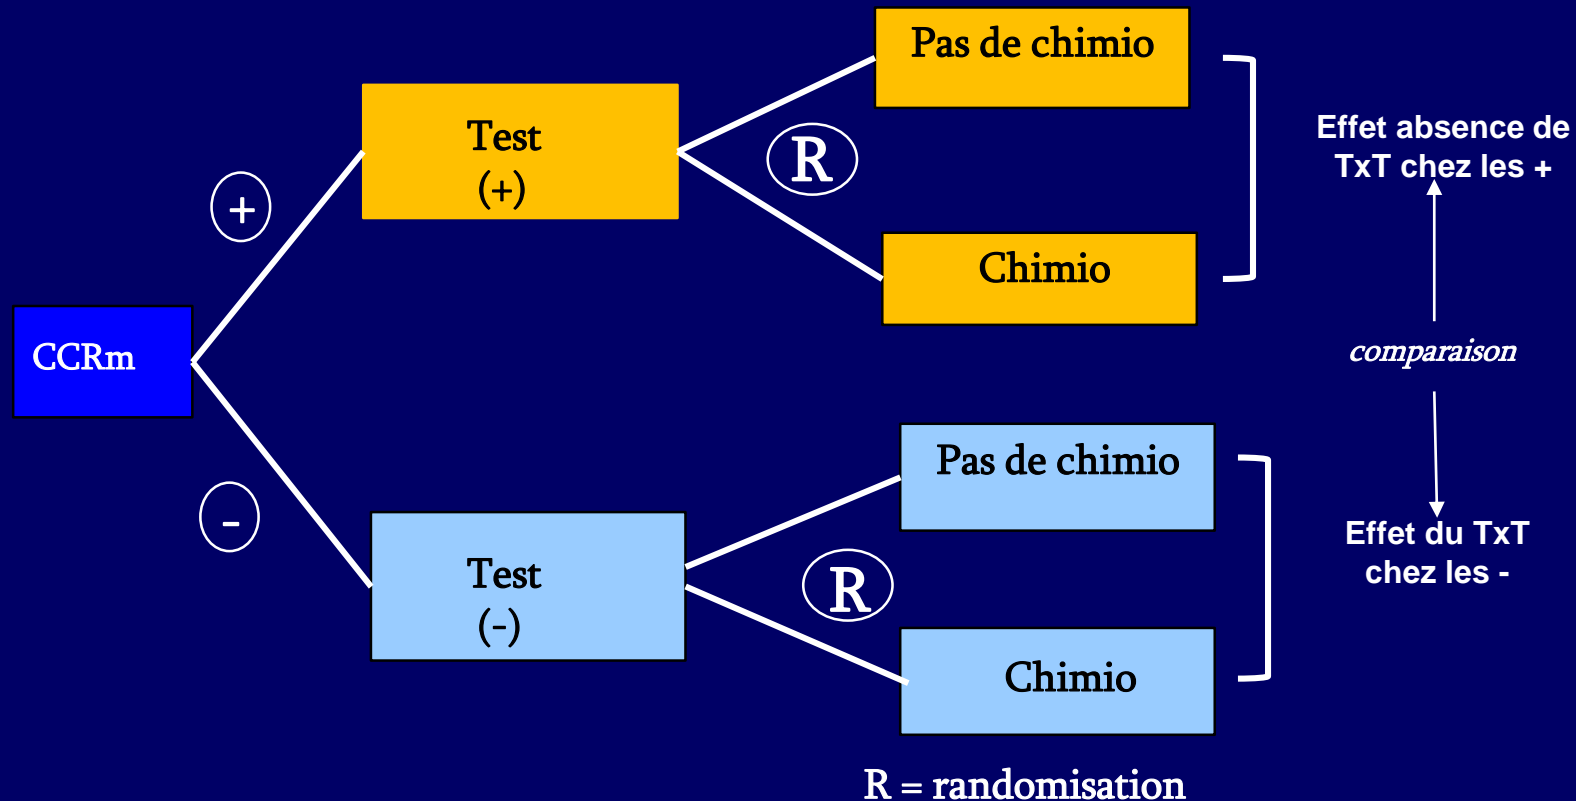 CCRm
+
-
Test
(+)
Test
(-)
R
R
Pas de chimio
Chimio
Pas de chimio
Chimio
Effet absence de
TxT chez les +
comparaison
Effet du TxT
chez les -
R = randomisation